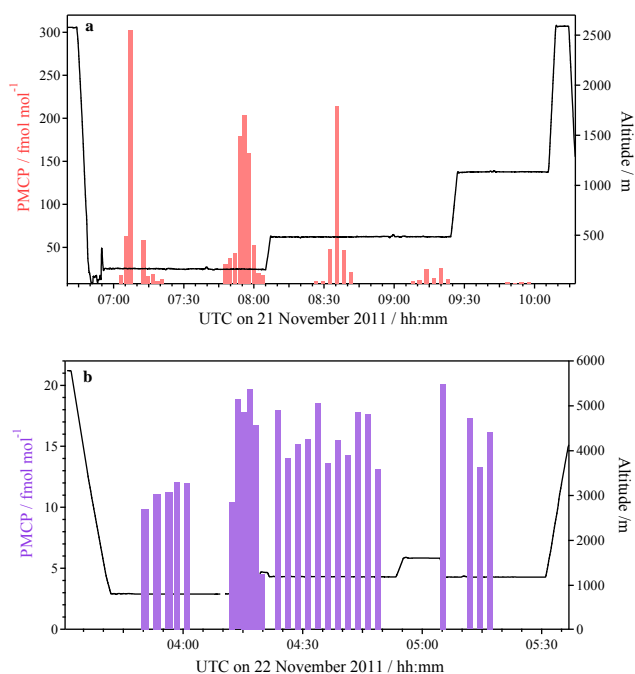 a
PMCP / fmol mol-1
300
250
200
150
100
50
2500
2000
1500
1000
500
Altitude / m
07:00 07:30 08:00 08:30 09:00 09:30 10:00
UTC on 21 November 2011 / hh:mm
b
PMCP / fmol mol-1
20
15
10
5
0
6000
5000
4000
3000
2000
1000
0
Altitude /m
04:00 04:30 05:00 05:30
UTC on 22 November 2011 / hh:mm